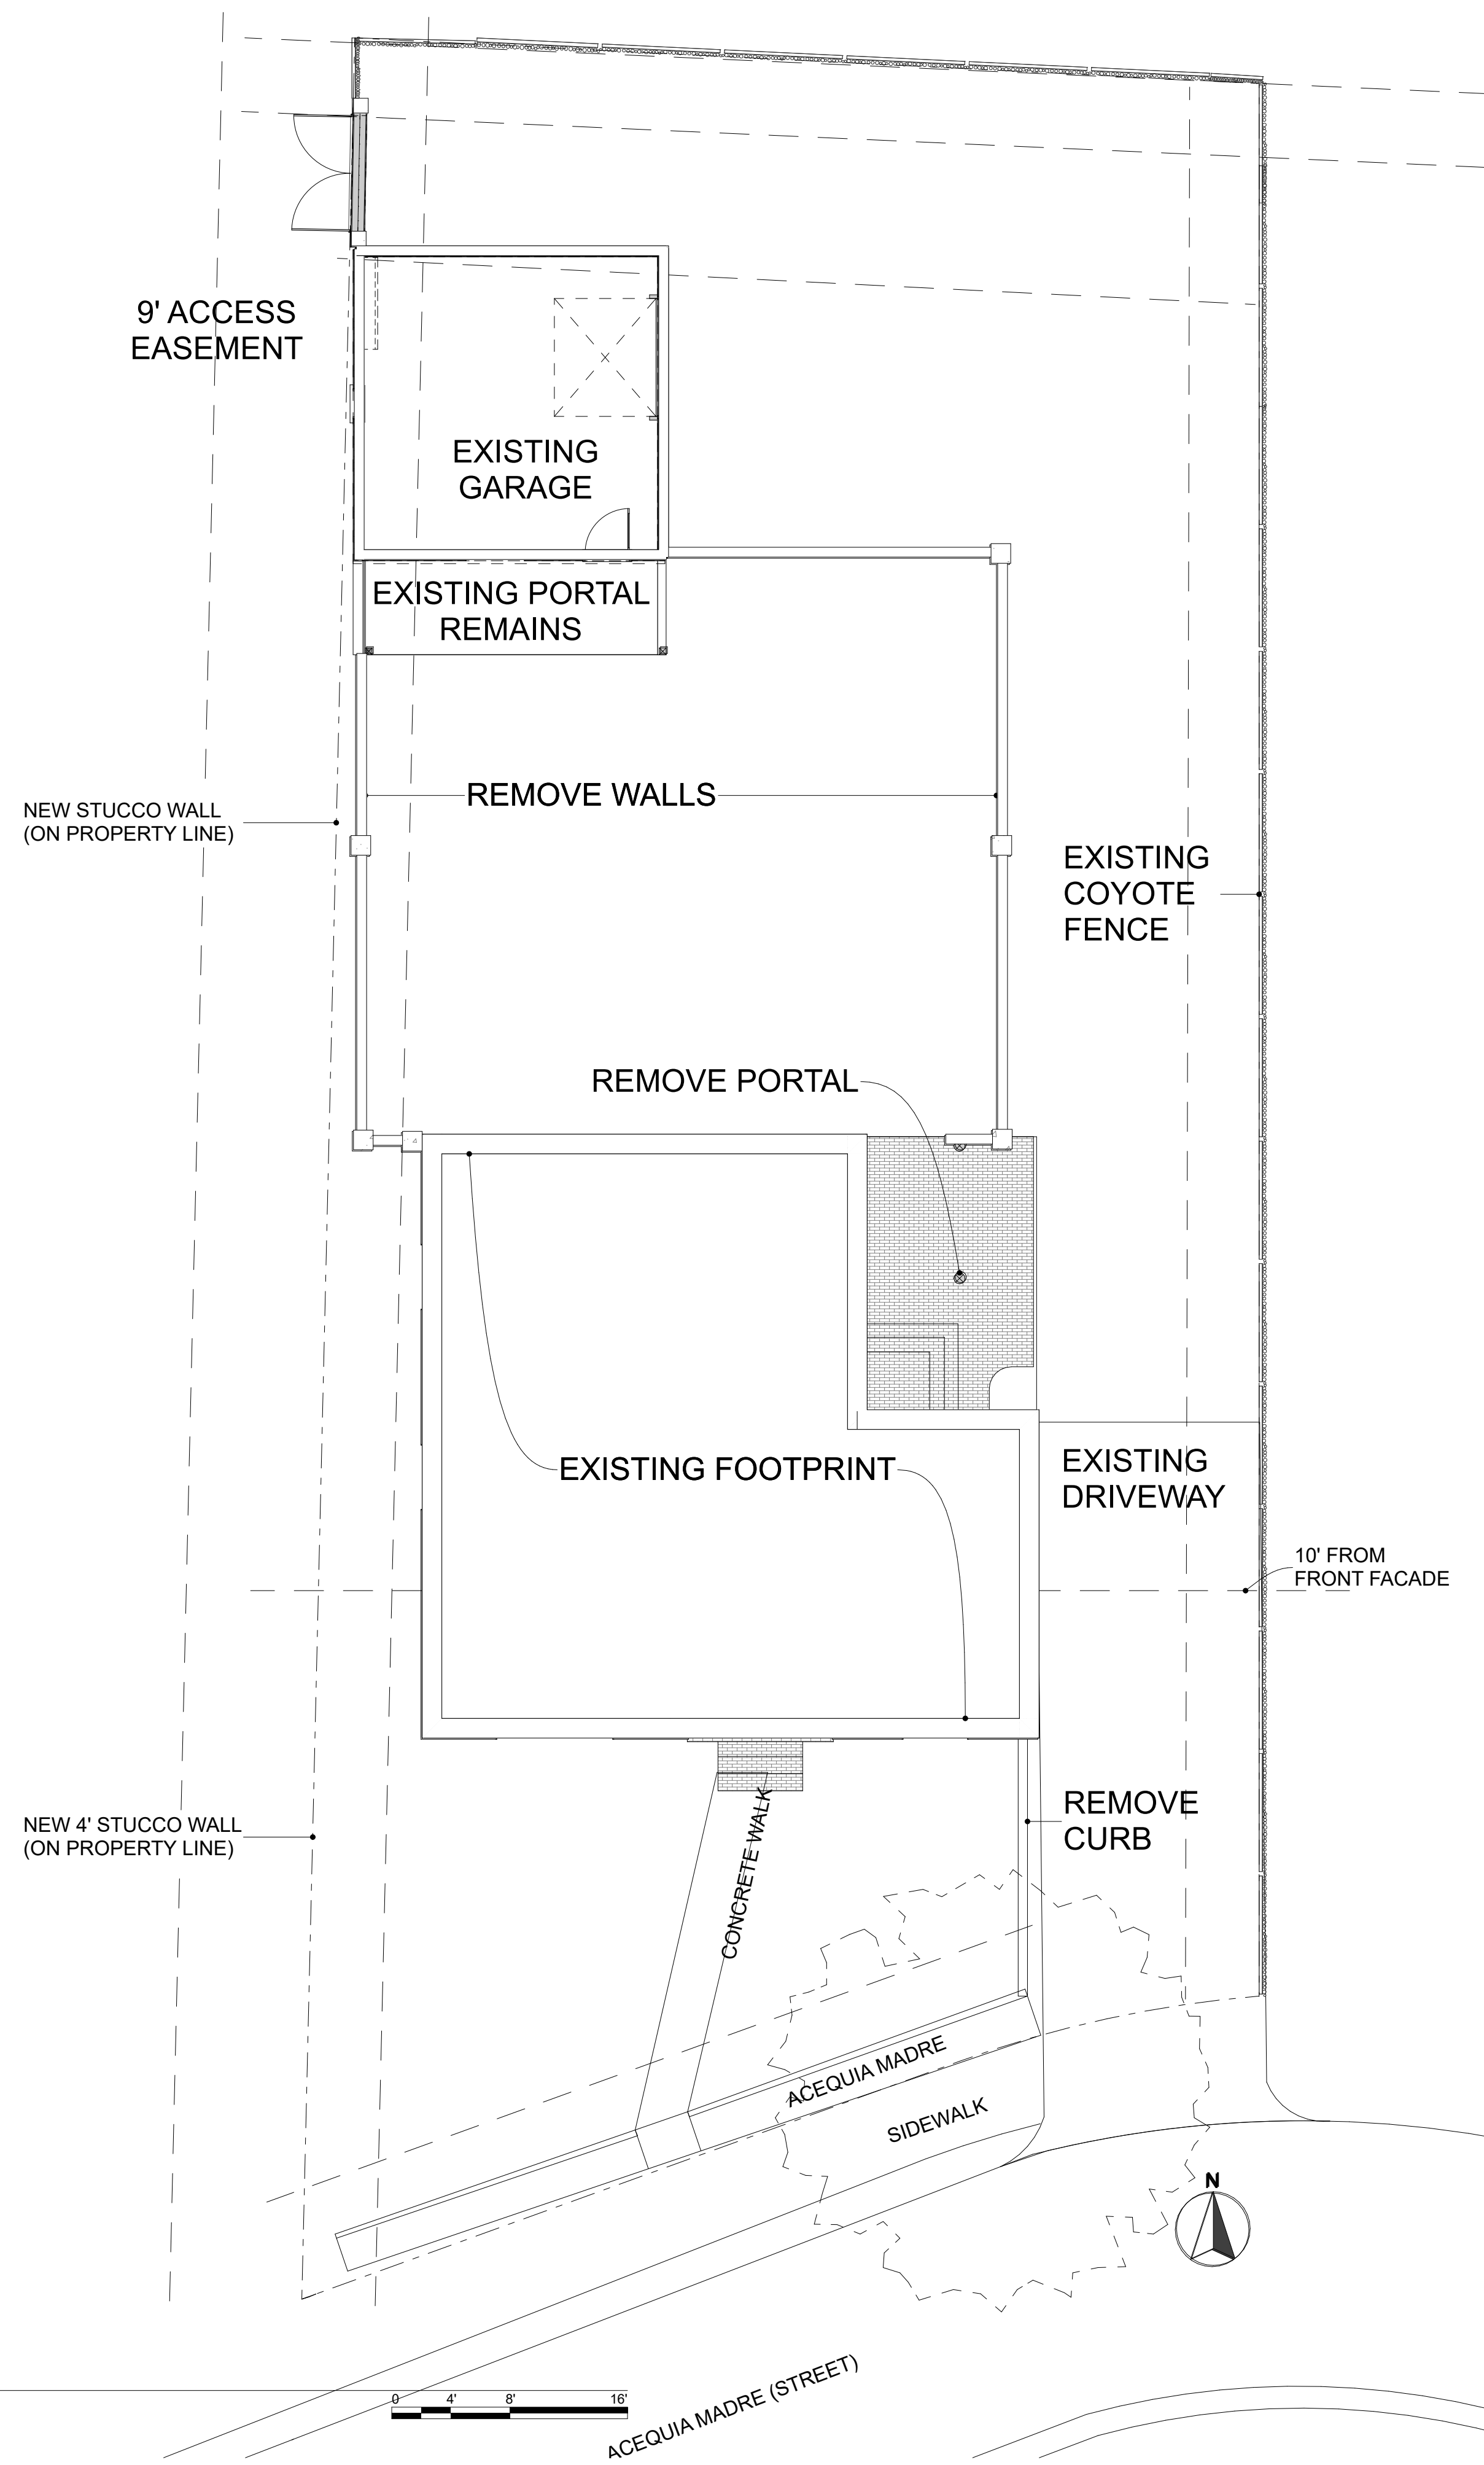 9' ACCESS
EASEMENT
EXISTING
GARAGE
EXISTING PORTAL
REMAINS
REMOVE WALLS
NEW STUCCO WALL
(ON PROPERTY LINE)
EXISTING
COYOTE
FENCE
REMOVE PORTAL
EXISTING FOOTPRINT
EXISTING
DRIVEWAY
10' FROM
FRONT FACADE
NEW 4' STUCCO WALL
(ON PROPERTY LINE)
REMOVE
CURB
CONCRETE WALK
ACEQUIA MADRE
SIDEWALK
N
0 4' 8' 16'
ACEQUIA MADRE (STREET)